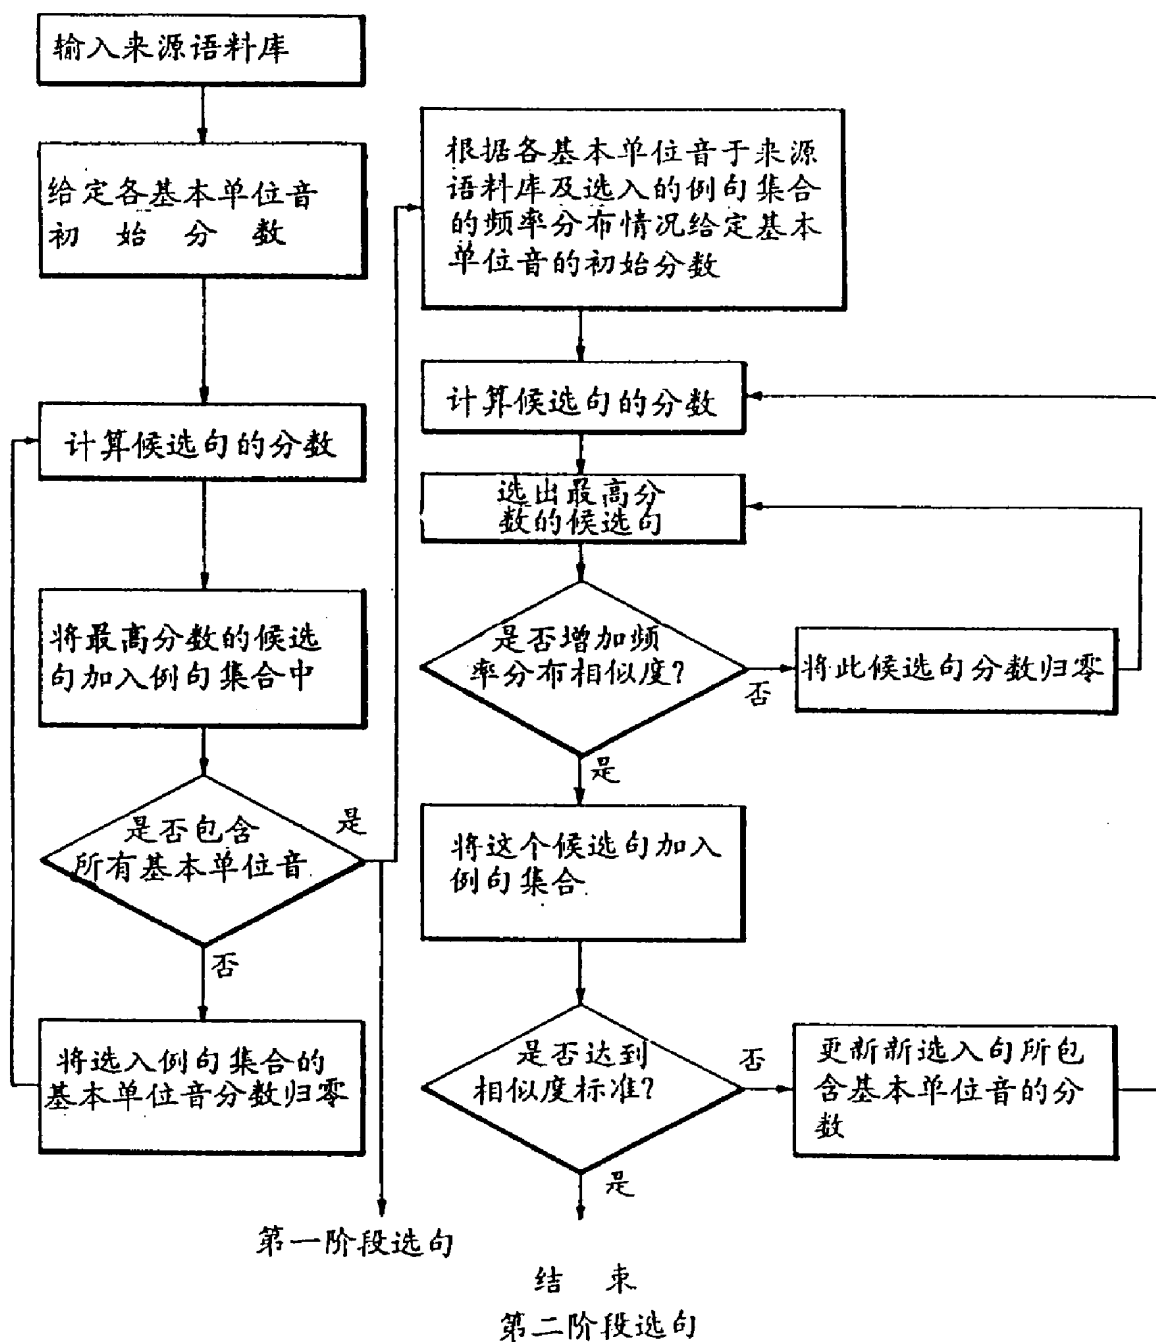 输入来源语料库
给定各基本单位音
初始分数
计算候选句的分数
将最高分数的候选
句加入例句集合中
是否包含
所有基本单位音
是
否
将选入例句集合的
基本单位音分数归零
第一阶段选句
根据各基本单位音于来源
语料库及选入的例句集合
的频率分布情况给定基本
单位音的初始分数
计算候选句的分数
选出最高分
数的候选句
是否增加频
率分布相似度?
否
将此候选句分数归零
是
将这个候选句加入
例句集合
是否达到
相似度标准?
否
更新新选入句所包
含基本单位音的分
数
是
结束
第二阶段选句